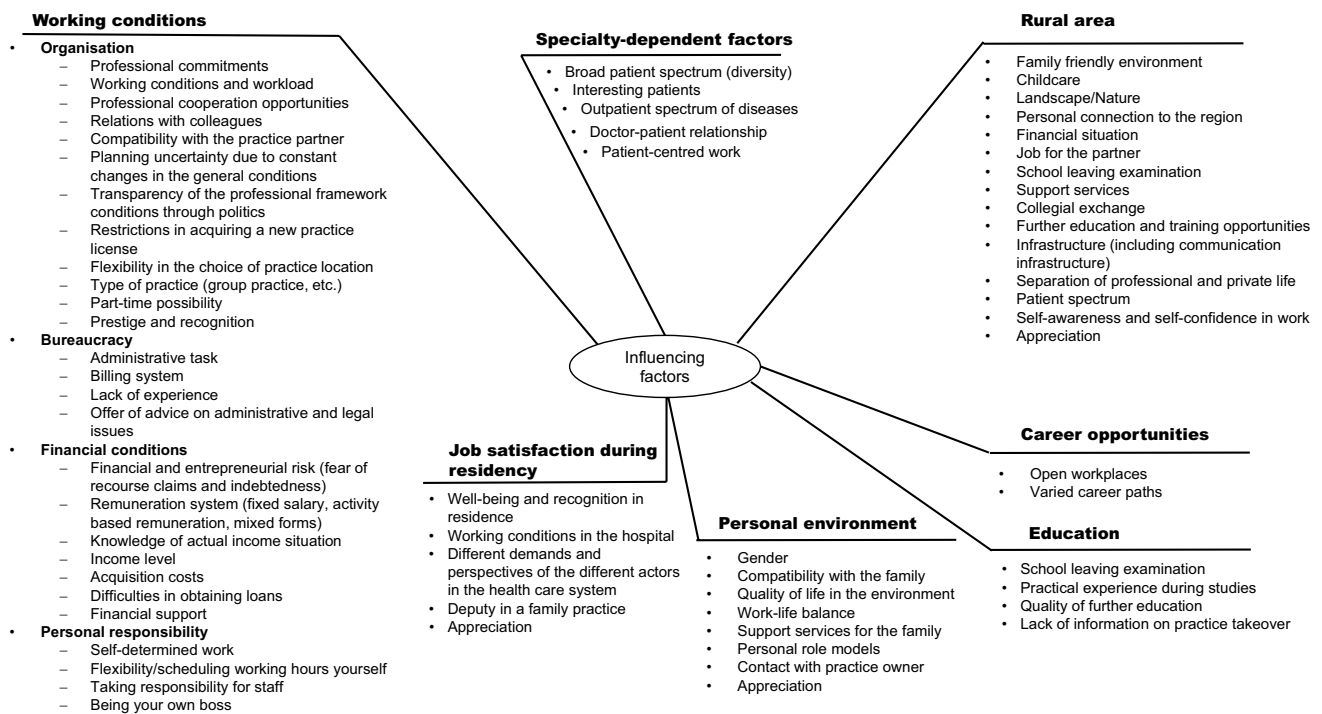 Working conditions
• Organisation
– Professional commitments
– Working conditions and workload
– Professional cooperation opportunities
– Relations with colleagues
– Compatibility with the practice partner
– Planning uncertainty due to constant
changes in the general conditions
– Transparency of the professional framework
conditions through politics
– Restrictions in acquiring a new practice
license
– Flexibility in the choice of practice location
– Type of practice (group practice, etc.)
– Part-time possibility
– Prestige and recognition
• Bureaucracy
– Administrative task
– Billing system
– Lack of experience
– Offer of advice on administrative and legal
issues
• Financial conditions
– Financial and entrepreneurial risk (fear of
recourse claims and indebtedness)
– Remuneration system (fixed salary, activity
based remuneration, mixed forms)
– Knowledge of actual income situation
– Income level
– Acquisition costs
– Difficulties in obtaining loans
– Financial support
• Personal responsibility
– Self-determined work
– Flexibility/scheduling working hours yourself
– Taking responsibility for staff
– Being your own boss
Specialty-dependent factors
• Broad patient spectrum (diversity)
• Interesting patients
• Outpatient spectrum of diseases
• Doctor-patient relationship
• Patient-centred work
Rural area
• Family friendly environment
• Childcare
• Landscape/Nature
• Personal connection to the region
• Financial situation
• Job for the partner
• School leaving examination
• Support services
• Collegial exchange
• Further education and training opportunities
• Infrastructure (including communication
infrastructure)
• Separation of professional and private life
• Patient spectrum
• Self-awareness and self-confidence in work
• Appreciation
Influencing
factors
Job satisfaction during
residency
• Well-being and recognition in
residence
• Working conditions in the hospital
• Different demands and
perspectives of the different actors
in the health care system
• Deputy in a family practice
• Appreciation
Personal environment
• Gender
• Compatibility with the family
• Quality of life in the environment
• Work-life balance
• Support services for the family
• Personal role models
• Contact with practice owner
• Appreciation
Career opportunities
• Open workplaces
• Varied career paths
Education
• School leaving examination
• Practical experience during studies
• Quality of further education
• Lack of information on practice takeover